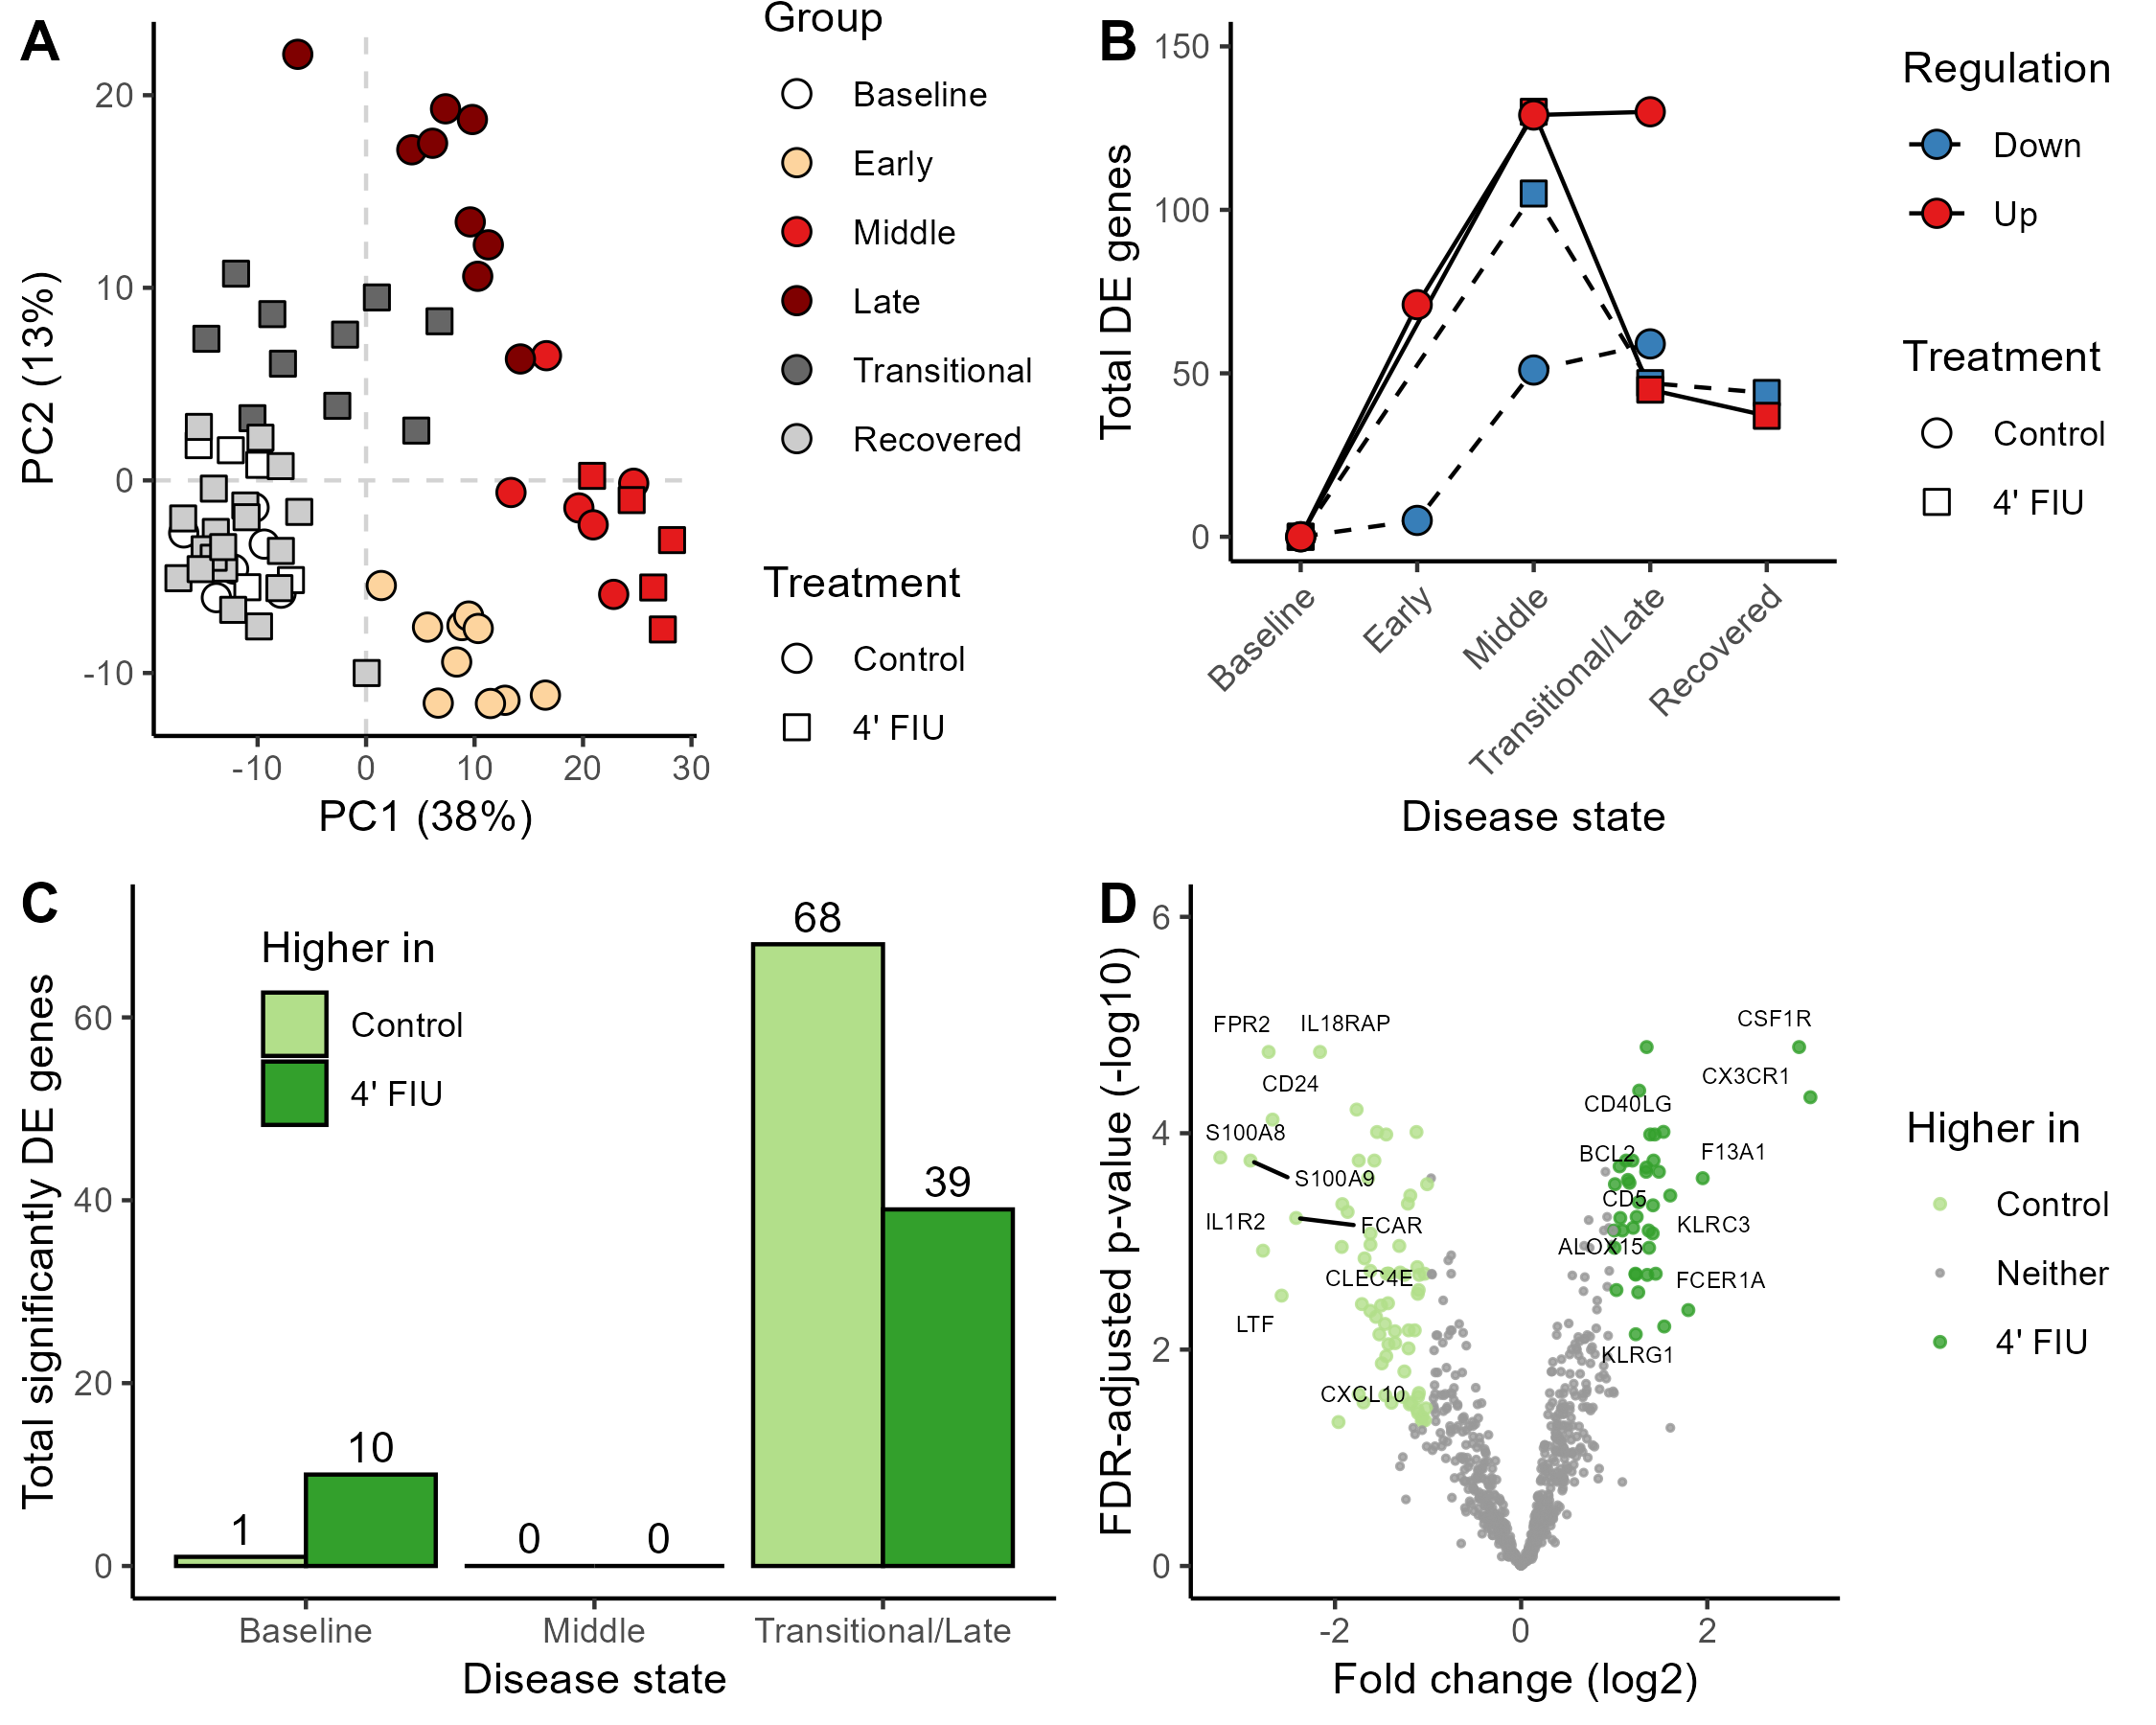 A
20
10
0
-10
PC2 (13%)
-10
0
10
20
30
PC1 (38%)
Group
Baseline
Early
Middle
Late
Transitional
Recovered
Treatment
Control
4' FIU
B
150
100
50
0
Total DE genes
Baseline
Early
Middle
Transitional/Late
Recovered
Disease state
Regulation
Down
Up
Treatment
Control
4' FIU
C
Total significantly DE genes
60
40
20
0
Higher in
Control
4' FIU
1
10
0
0
68
39
Baseline
Middle
Transitional/Late
Disease state
D
FDR-adjusted p-value (-log10)
6
4
2
0
FPR2
IL18RAP
CD24
S100A8
S100A9
IL1R2
FCAR
CLEC4E
LTF
CXCL10
CSF1R
CX3CR1
CD40LG
BCL2
F13A1
CD5
KLRC3
ALOX15
FCER1A
KLRG1
-2
0
2
Fold change (log2)
Higher in
Control
Neither
4' FIU